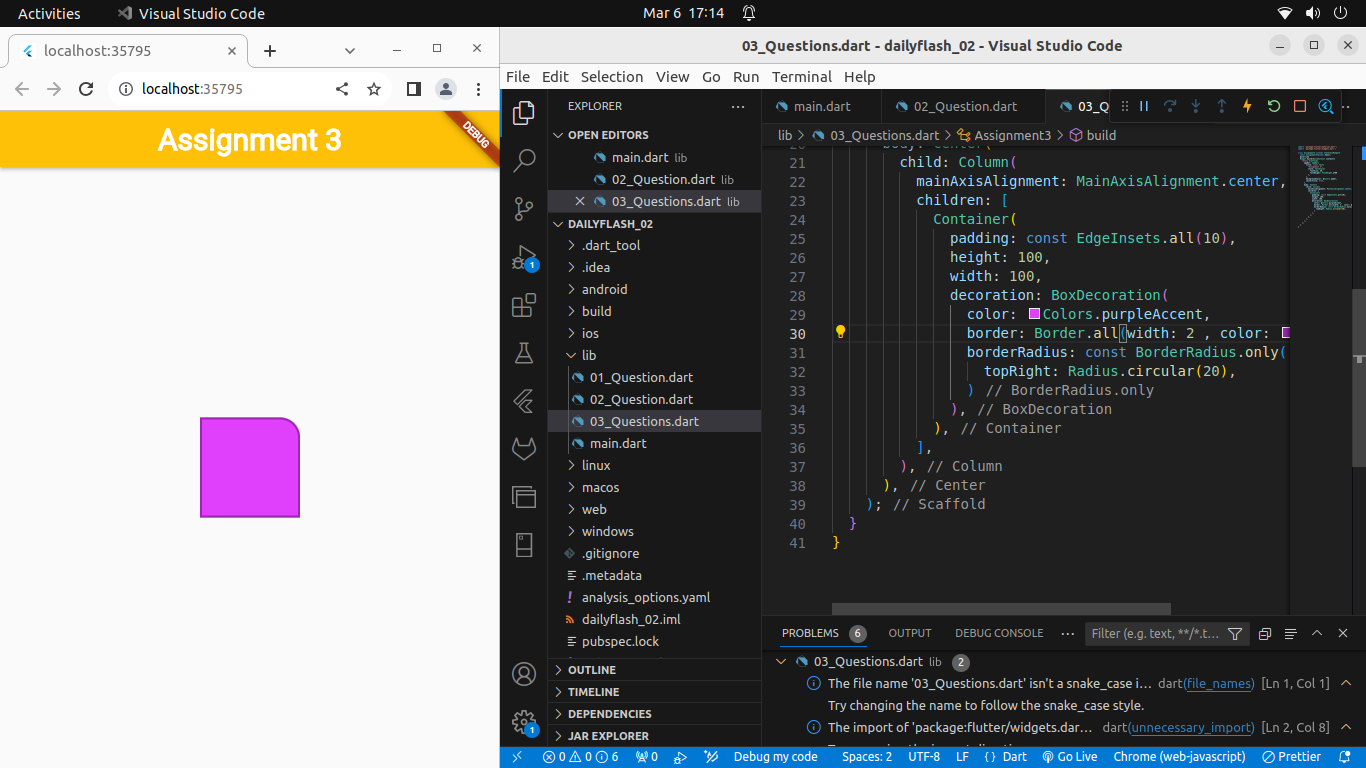 Activities
Visual Studio Code
Mar 6 17:14
localhost:35795
localhost:35795
Assignment 3
DEBUG
03_Questions.dart - dailyflash_02 - Visual Studio Code
File Edit Selection View Go Run Terminal Help
EXPLORER
OPEN EDITORS
main.dart lib
02_Question.dart lib
03_Questions.dart lib
DAILYFLASH_02
.dart_tool
.idea
android
build
ios
lib
01_Question.dart
02_Question.dart
03_Questions.dart
main.dart
linux
macos
web
windows
.gitignore
.metadata
analysis_options.yaml
dailyflash_02.iml
pubspec.lock
OUTLINE
TIMELINE
DEPENDENCIES
JAR EXPLORER
1
1
main.dart
02_Question.dart
03_Q
lib > 03_Questions.dart > Assignment3 > build
20 body: Center(
21 child: Column(
22 mainAxisAlignment: MainAxisAlignment.center,
23 children: [
24 Container(
25 padding: const EdgeInsets.all(10),
26 height: 100,
27 width: 100,
28 decoration: BoxDecoration(
29 color: Colors.purpleAccent,
30 border: Border.all(width: 2 , color:
31 borderRadius: const BorderRadius.only(
32 topRight: Radius.circular(20),
33 ) // BorderRadius.only
34 ), // BoxDecoration
35 ), // Container
36 ],
37 ), // Column
38 ), // Center
39 ); // Scaffold
40 }
41 }
PROBLEMS 6 OUTPUT DEBUG CONSOLE ··· Filter (e.g. text, **/*.t...
03_Questions.dart lib 2
The file name '03_Questions.dart' isn't a snake_case i... dart(file_names) [Ln 1, Col 1]
Try changing the name to follow the snake_case style.
The import of 'package:flutter/widgets.dar... dart(unnecessary_import) [Ln 2, Col 8]
0 0 6 0 Debug my code Spaces: 2 UTF-8 LF { } Dart Go Live Chrome (web-javascript) Prettier